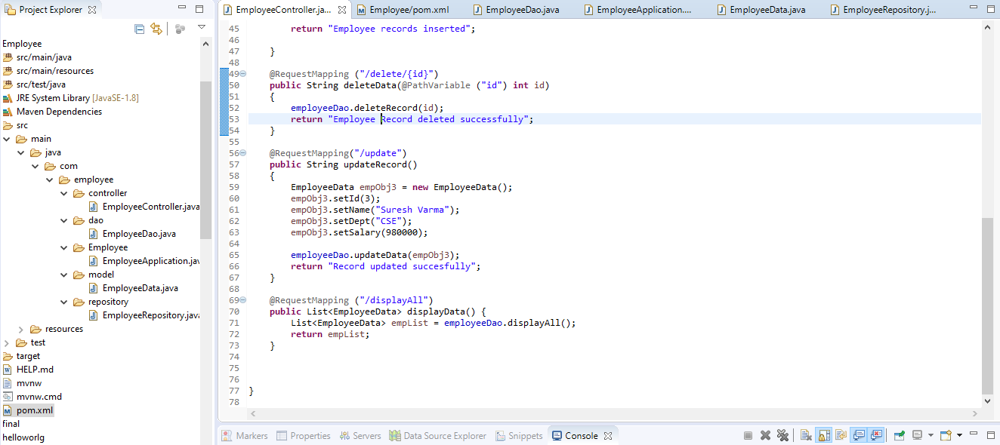 Project Explorer
Employee
src/main/java
src/main/resources
src/test/java
JRE System Library [JavaSE-1.8]
Maven Dependencies
src
main
java
com
employee
controller
EmployeeController.java
dao
EmployeeDao.java
Employee
EmployeeApplication.jav
model
EmployeeData.java
repository
EmployeeRepository.java
resources
test
target
HELP.md
mvnw
mvnw.cmd
pom.xml
final
helloworlg
EmployeeController.ja... Employee/pom.xml EmployeeDao.java EmployeeApplication.... EmployeeData.java EmployeeRepository.j...
45 return "Employee records inserted";
46
47 }
48
49 @RequestMapping ("/delete/{id}")
50 public String deleteData(@PathVariable ("id") int id)
51 {
52 employeeDao.deleteRecord(id);
53 return "Employee Record deleted successfully";
54 }
55
56 @RequestMapping("/update")
57 public String updateRecord()
58 {
59 EmployeeData empObj3 = new EmployeeData();
60 empObj3.setId(3);
61 empObj3.setName("Suresh Varma");
62 empObj3.setDept("CSE");
63 empObj3.setSalary(980000);
64
65 employeeDao.updateData(empObj3);
66 return "Record updated succesfully";
67 }
68
69 @RequestMapping ("/displayAll")
70 public List<EmployeeData> displayData() {
71 List<EmployeeData> empList = employeeDao.displayAll();
72 return empList;
73 }
74
75
76
77 }
78
Markers Properties Servers Data Source Explorer Snippets Console